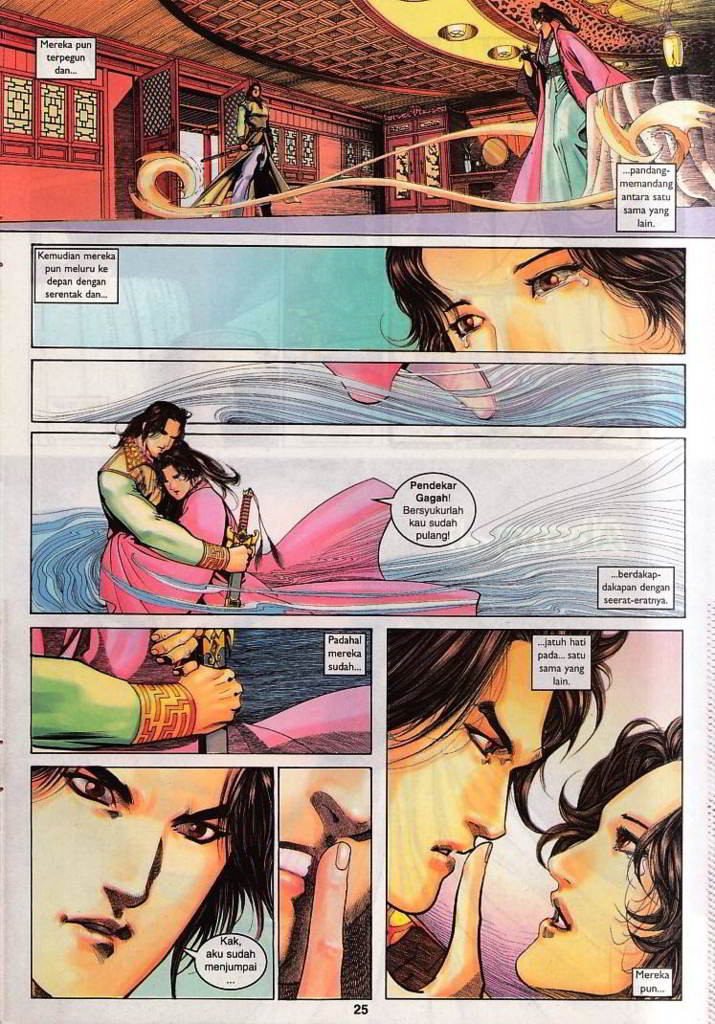 Mereka pun
terpegun
dan...
...pandang-
memandang
antara satu
sama yang
lain.
Kemudian mereka
pun meluru ke
depan dengan
serentak dan...
Pendekar
Gagah!
Bersyukurlah
kau sudah
pulang!
...berdakap-
dakapan dengan
seerat-eratnya.
Padahal
mereka
sudah...
...jatuh hati
pada... satu
sama yang
lain.
Kak,
aku sudah
menjumpai
...
Mereka
pun...
25